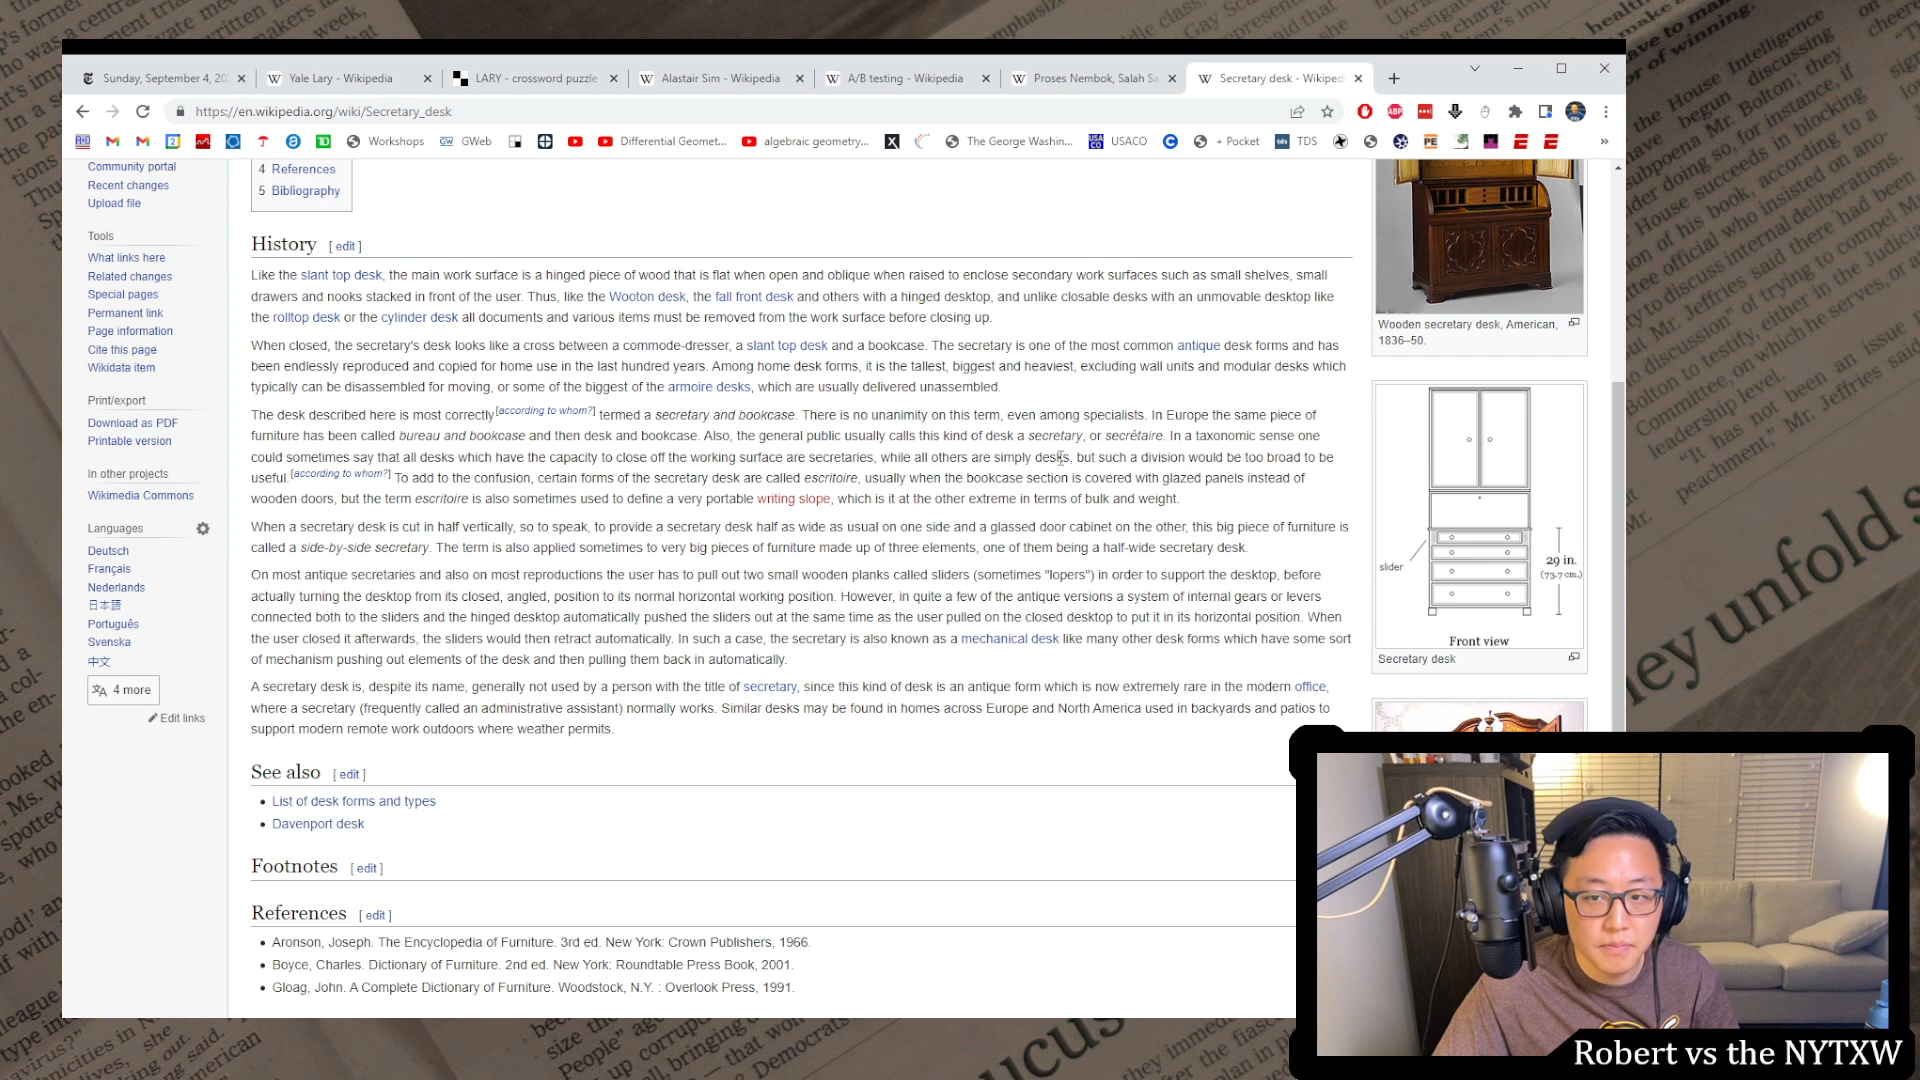 Sunday, September 4, 20
Yale Lary - Wikipedia
LARY - crossword puzzle
Alastair Sim - Wikipedia
A/B testing - Wikipedia
Proses Nembok, Salah Sa
Secretary desk - Wikiped
https://en.wikipedia.org/wiki/Secretary_desk
Workshops
GWeb
Differential Geomet...
algebraic geometry...
The George Washin...
USACO
+ Pocket
TDS
Community portal
Recent changes
Upload file
Tools
What links here
Related changes
Special pages
Permanent link
Page information
Cite this page
Wikidata item
Print/export
Download as PDF
Printable version
In other projects
Wikimedia Commons
Languages
Deutsch
Français
Nederlands
日本語
Português
Svenska
中文
4 more
Edit links
4 References
5 Bibliography
History [ edit ]
Like the slant top desk, the main work surface is a hinged piece of wood that is flat when open and oblique when raised to enclose secondary work surfaces such as small shelves, small
drawers and nooks stacked in front of the user. Thus, like the Wooton desk, the fall front desk and others with a hinged desktop, and unlike closable desks with an unmovable desktop like
the rolltop desk or the cylinder desk all documents and various items must be removed from the work surface before closing up.
When closed, the secretary's desk looks like a cross between a commode-dresser, a slant top desk and a bookcase. The secretary is one of the most common antique desk forms and has
been endlessly reproduced and copied for home use in the last hundred years. Among home desk forms, it is the tallest, biggest and heaviest, excluding wall units and modular desks which
typically can be disassembled for moving, or some of the biggest of the armoire desks, which are usually delivered unassembled.
The desk described here is most correctly[according to whom?] termed a secretary and bookcase. There is no unanimity on this term, even among specialists. In Europe the same piece of
furniture has been called bureau and bookcase and then desk and bookcase. Also, the general public usually calls this kind of desk a secretary, or secrétaire. In a taxonomic sense one
could sometimes say that all desks which have the capacity to close off the working surface are secretaries, while all others are simply desks, but such a division would be too broad to be
useful.[according to whom?] To add to the confusion, certain forms of the secretary desk are called escritoire, usually when the bookcase section is covered with glazed panels instead of
wooden doors, but the term escritoire is also sometimes used to define a very portable writing slope, which is it at the other extreme in terms of bulk and weight.
When a secretary desk is cut in half vertically, so to speak, to provide a secretary desk half as wide as usual on one side and a glassed door cabinet on the other, this big piece of furniture is
called a side-by-side secretary. The term is also applied sometimes to very big pieces of furniture made up of three elements, one of them being a half-wide secretary desk.
On most antique secretaries and also on most reproductions the user has to pull out two small wooden planks called sliders (sometimes "lopers") in order to support the desktop, before
actually turning the desktop from its closed, angled, position to its normal horizontal working position. However, in quite a few of the antique versions a system of internal gears or levers
connected both to the sliders and the hinged desktop automatically pushed the sliders out at the same time as the user pulled on the closed desktop to put it in its horizontal position. When
the user closed it afterwards, the sliders would then retract automatically. In such a case, the secretary is also known as a mechanical desk like many other desk forms which have some sort
of mechanism pushing out elements of the desk and then pulling them back in automatically.
A secretary desk is, despite its name, generally not used by a person with the title of secretary, since this kind of desk is an antique form which is now extremely rare in the modern office,
where a secretary (frequently called an administrative assistant) normally works. Similar desks may be found in homes across Europe and North America used in backyards and patios to
support modern remote work outdoors where weather permits.
See also [ edit ]
List of desk forms and types
Davenport desk
Footnotes [ edit ]
References [ edit ]
Aronson, Joseph. The Encyclopedia of Furniture. 3rd ed. New York: Crown Publishers, 1966.
Boyce, Charles. Dictionary of Furniture. 2nd ed. New York: Roundtable Press Book, 2001.
Gloag, John. A Complete Dictionary of Furniture. Woodstock, N.Y. : Overlook Press, 1991.
Wooden secretary desk, American,
1836–50.
slider
29 in.
(73.7 cm.)
Front view
Secretary desk
Robert vs the NYTXW